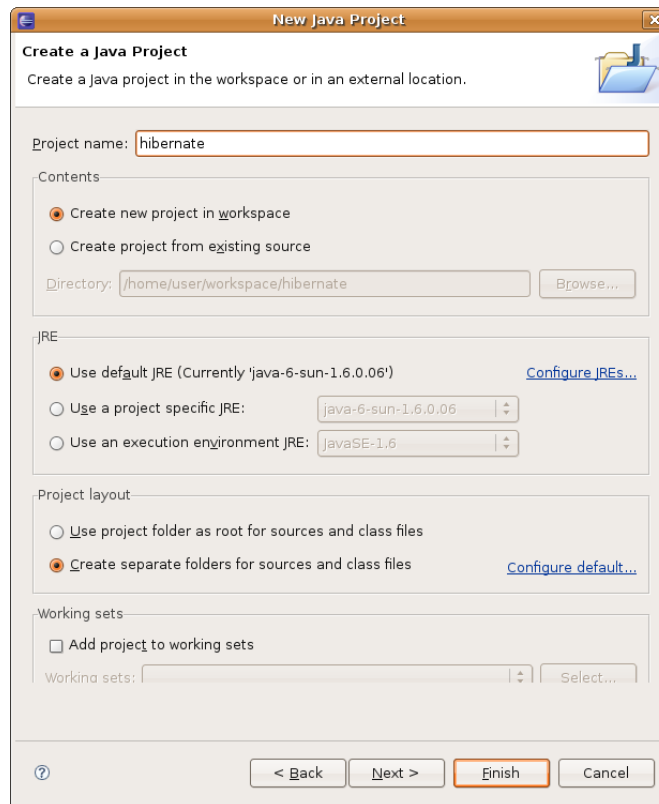 New Java Project
Create a Java Project
Create a Java project in the workspace or in an external location.
Project name: hibernate
Contents
Create new project in workspace
Create project from existing source
Directory: /home/user/workspace/hibernate Browse...
JRE
Use default JRE (Currently 'java-6-sun-1.6.0.06') Configure JREs...
Use a project specific JRE: java-6-sun-1.6.0.06
Use an execution environment JRE: JavaSE-1.6
Project layout
Use project folder as root for sources and class files
Create separate folders for sources and class files Configure default...
Working sets
Add project to working sets
Working sets: Select...
< Back Next > Finish Cancel